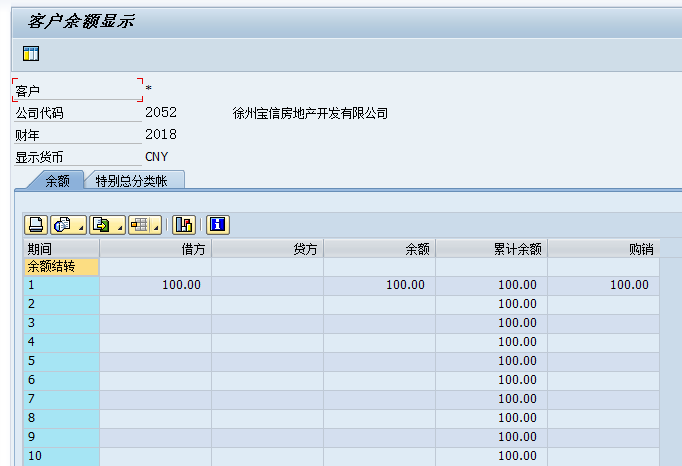 客户余额显示
客户 *
公司代码 2052 徐州宝信房地产开发有限公司
财年 2018
显示货币 CNY
余额 特别总分类帐
期间 借方 贷方 余额 累计余额 购销
余额结转
1 100.00 100.00 100.00 100.00
2 100.00
3 100.00
4 100.00
5 100.00
6 100.00
7 100.00
8 100.00
9 100.00
10 100.00